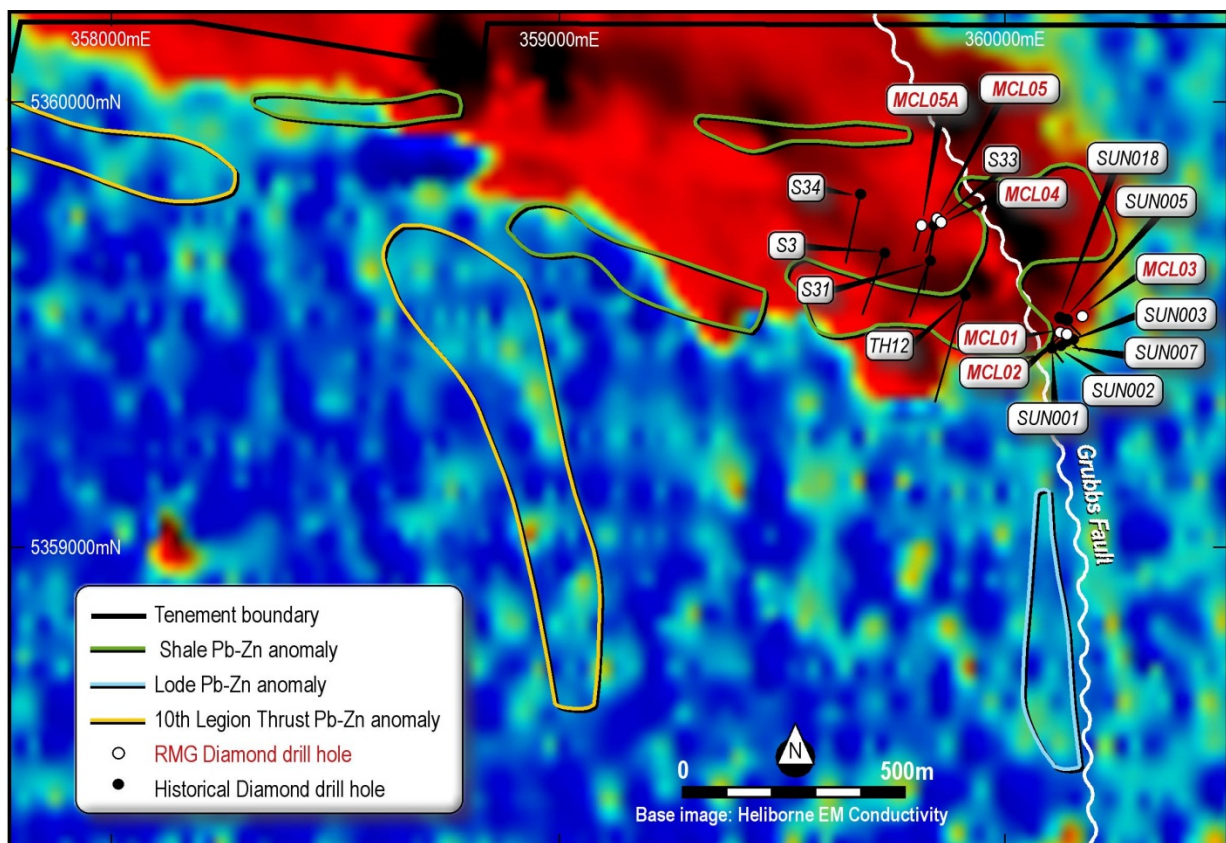 358000mE
359000mE
360000mE
5360000mN
MCL05A
MCL05
S33
SUN018
MCL04
S34
SUN005
S3
MCL03
S31
SUN003
TH12
MCL01
SUN007
MCL02
SUN002
SUN001
Grubbs Fault
5359000mN
Tenement boundary
Shale Pb-Zn anomaly
Lode Pb-Zn anomaly
10th Legion Thrust Pb-Zn anomaly
RMG Diamond drill hole
Historical Diamond drill hole
N
0 500m
Base image: Heliborne EM Conductivity